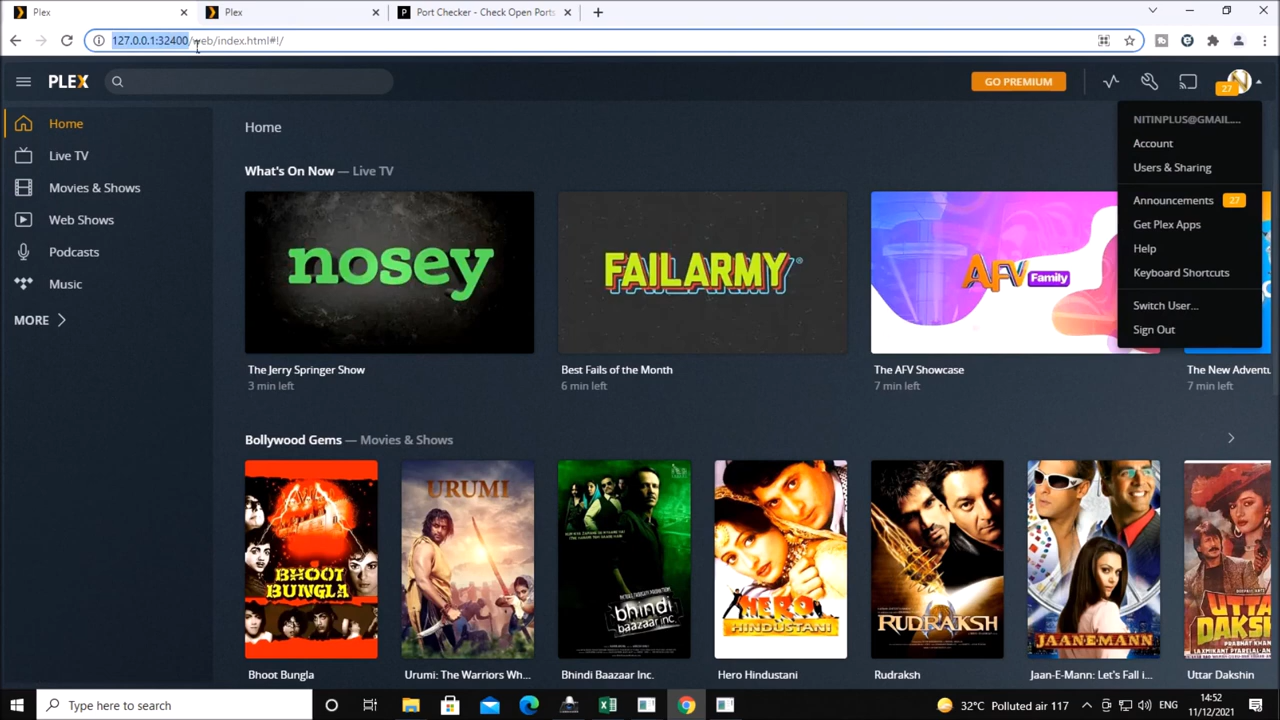 Plex
Plex
Port Checker - Check Open Ports
127.0.0.1:32400/web/index.html#!/
PLEX
GO PREMIUM
27
NITINPLUS@GMAIL....
Account
Users & Sharing
Announcements 27
Get Plex Apps
Help
Keyboard Shortcuts
Switch User...
Sign Out
Home
Live TV
Movies & Shows
Web Shows
Podcasts
Music
MORE
Home
What's On Now — Live TV
nosey
FAILARMY
AFV Family
The Jerry Springer Show
3 min left
Best Fails of the Month
6 min left
The AFV Showcase
7 min left
The New Adventu
7 min left
Bollywood Gems — Movies & Shows
BHOOT
BUNGLA
URUMI
bhindi
baazaar inc.
HERO
HINDUSTANI
RUDRAKSH
JAANE-MANN
UTTAR
DAKSH
Bhoot Bungla
Urumi: The Warriors Wh...
Bhindi Baazaar Inc.
Hero Hindustani
Rudraksh
Jaan-E-Mann: Let's Fall i...
Uttar Dakshin
Type here to search
32°C Polluted air 117
14:52
11/12/2021